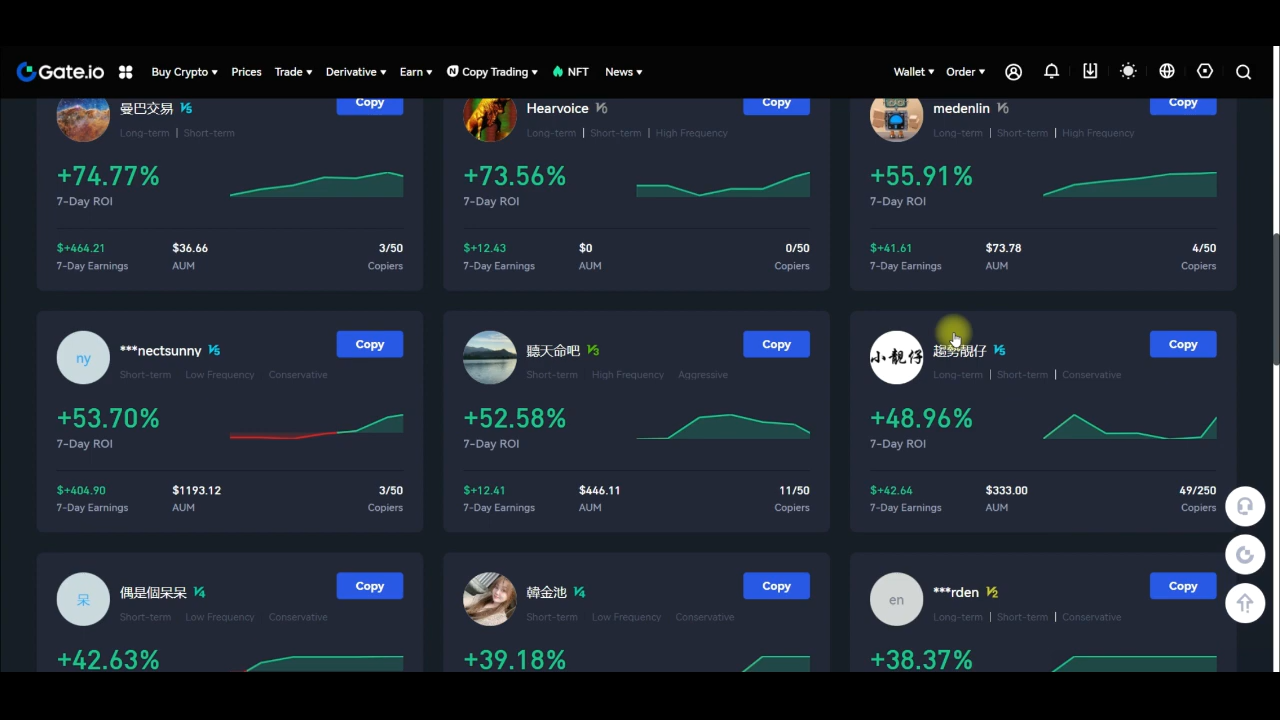 Gate.io Buy Crypto Prices Trade Derivative Earn N Copy Trading NFT News Wallet Order
曼巴交易 V5 Copy
Long-term | Short-term
+74.77%
7-Day ROI
$+464.21 $36.66 3/50
7-Day Earnings AUM Copiers
Hearvoice V5 Copy
Long-term | Short-term | High Frequency
+73.56%
7-Day ROI
$+12.43 $0 0/50
7-Day Earnings AUM Copiers
medenlin V5 Copy
Long-term | Short-term | High Frequency
+55.91%
7-Day ROI
$+41.61 $73.78 4/50
7-Day Earnings AUM Copiers
ny ***nectsunny V5 Copy
Short-term Low Frequency Conservative
+53.70%
7-Day ROI
$+404.90 $1193.12 3/50
7-Day Earnings AUM Copiers
聽天命吧 V3 Copy
Short-term High Frequency Aggressive
+52.58%
7-Day ROI
$+12.41 $446.11 11/50
7-Day Earnings AUM Copiers
小靚仔 趨勢靚仔 V5 Copy
Long-term | Short-term | Conservative
+48.96%
7-Day ROI
$+42.64 $333.00 49/250
7-Day Earnings AUM Copiers
呆 偶是個呆呆 V4 Copy
Short-term Low Frequency Conservative
+42.63%
韓金池 V4 Copy
Short-term Low Frequency Conservative
+39.18%
en ***rden V2 Copy
Long-term | Short-term | Conservative
+38.37%